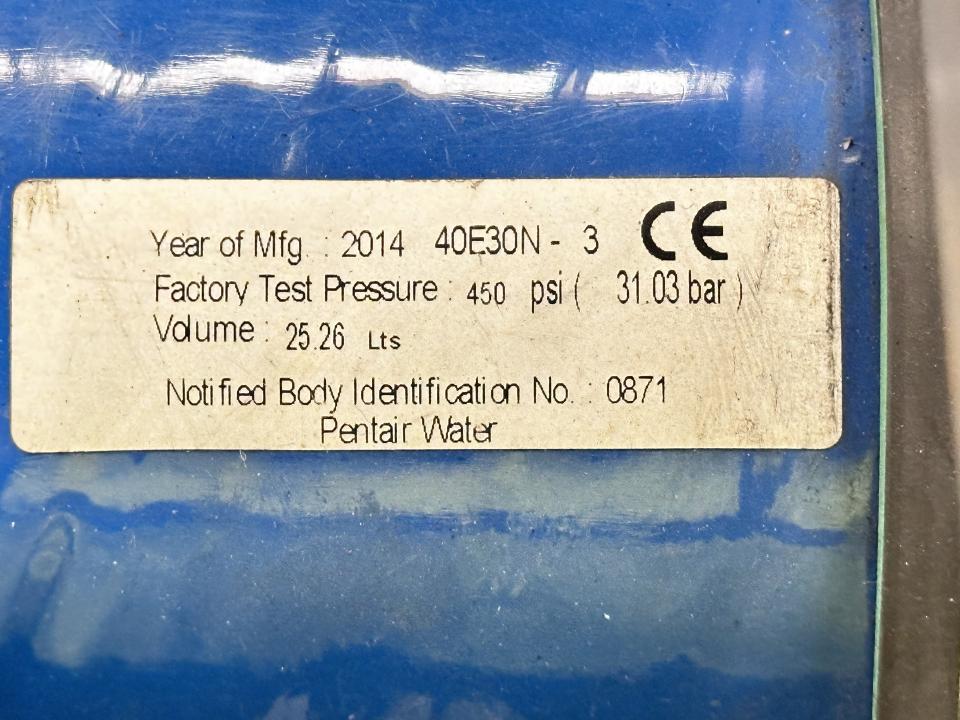 Year of Mfg. : 2014 40E30N - 3 CE
Factory Test Pressure : 450 psi ( 31.03 bar )
Volume : 25.26 Lts
Notified Body Identification No. : 0871
Pentair Water